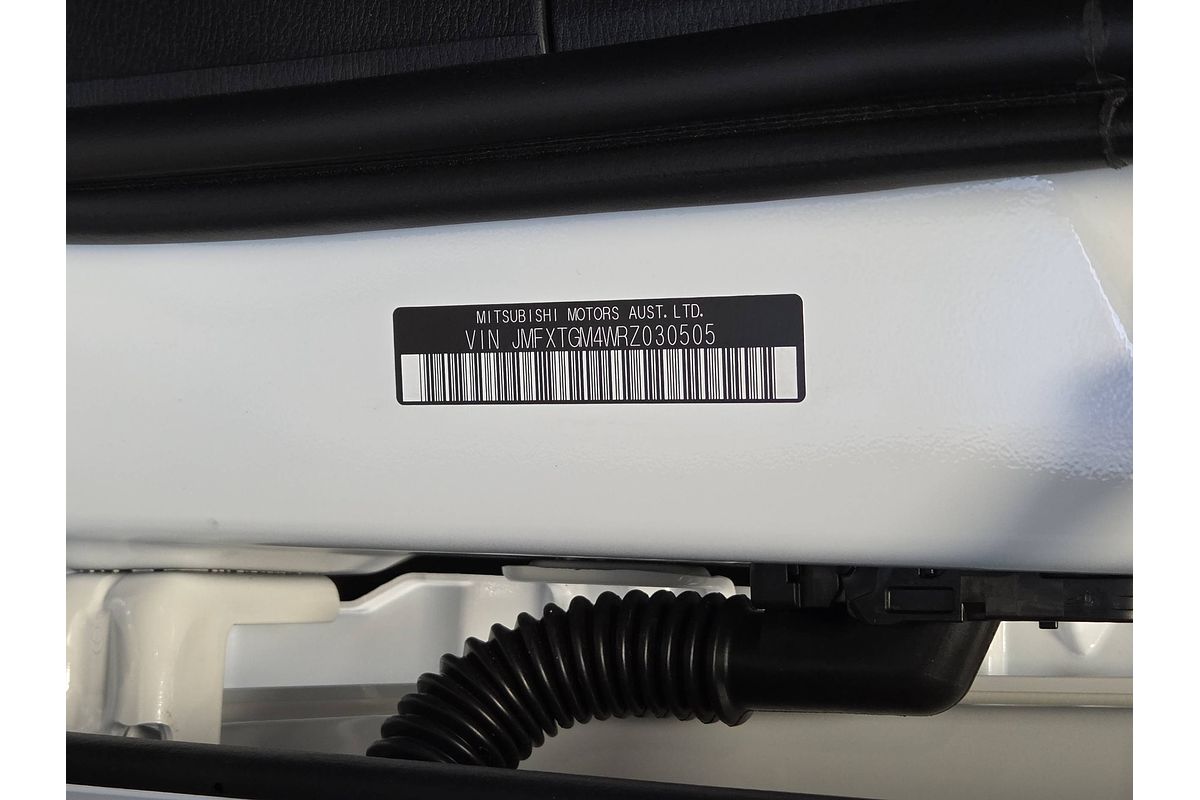 MITSUBISHI MOTORS AUST. LTD.
VIN JMFXTGM4WRZ030505